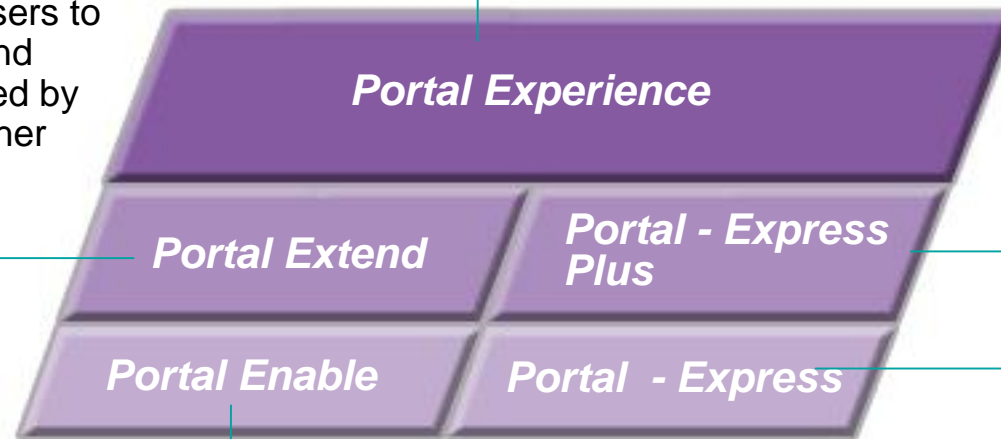 Portal Experience
Portal Extend
Portal - Express
Plus
Portal Enable
Portal - Express